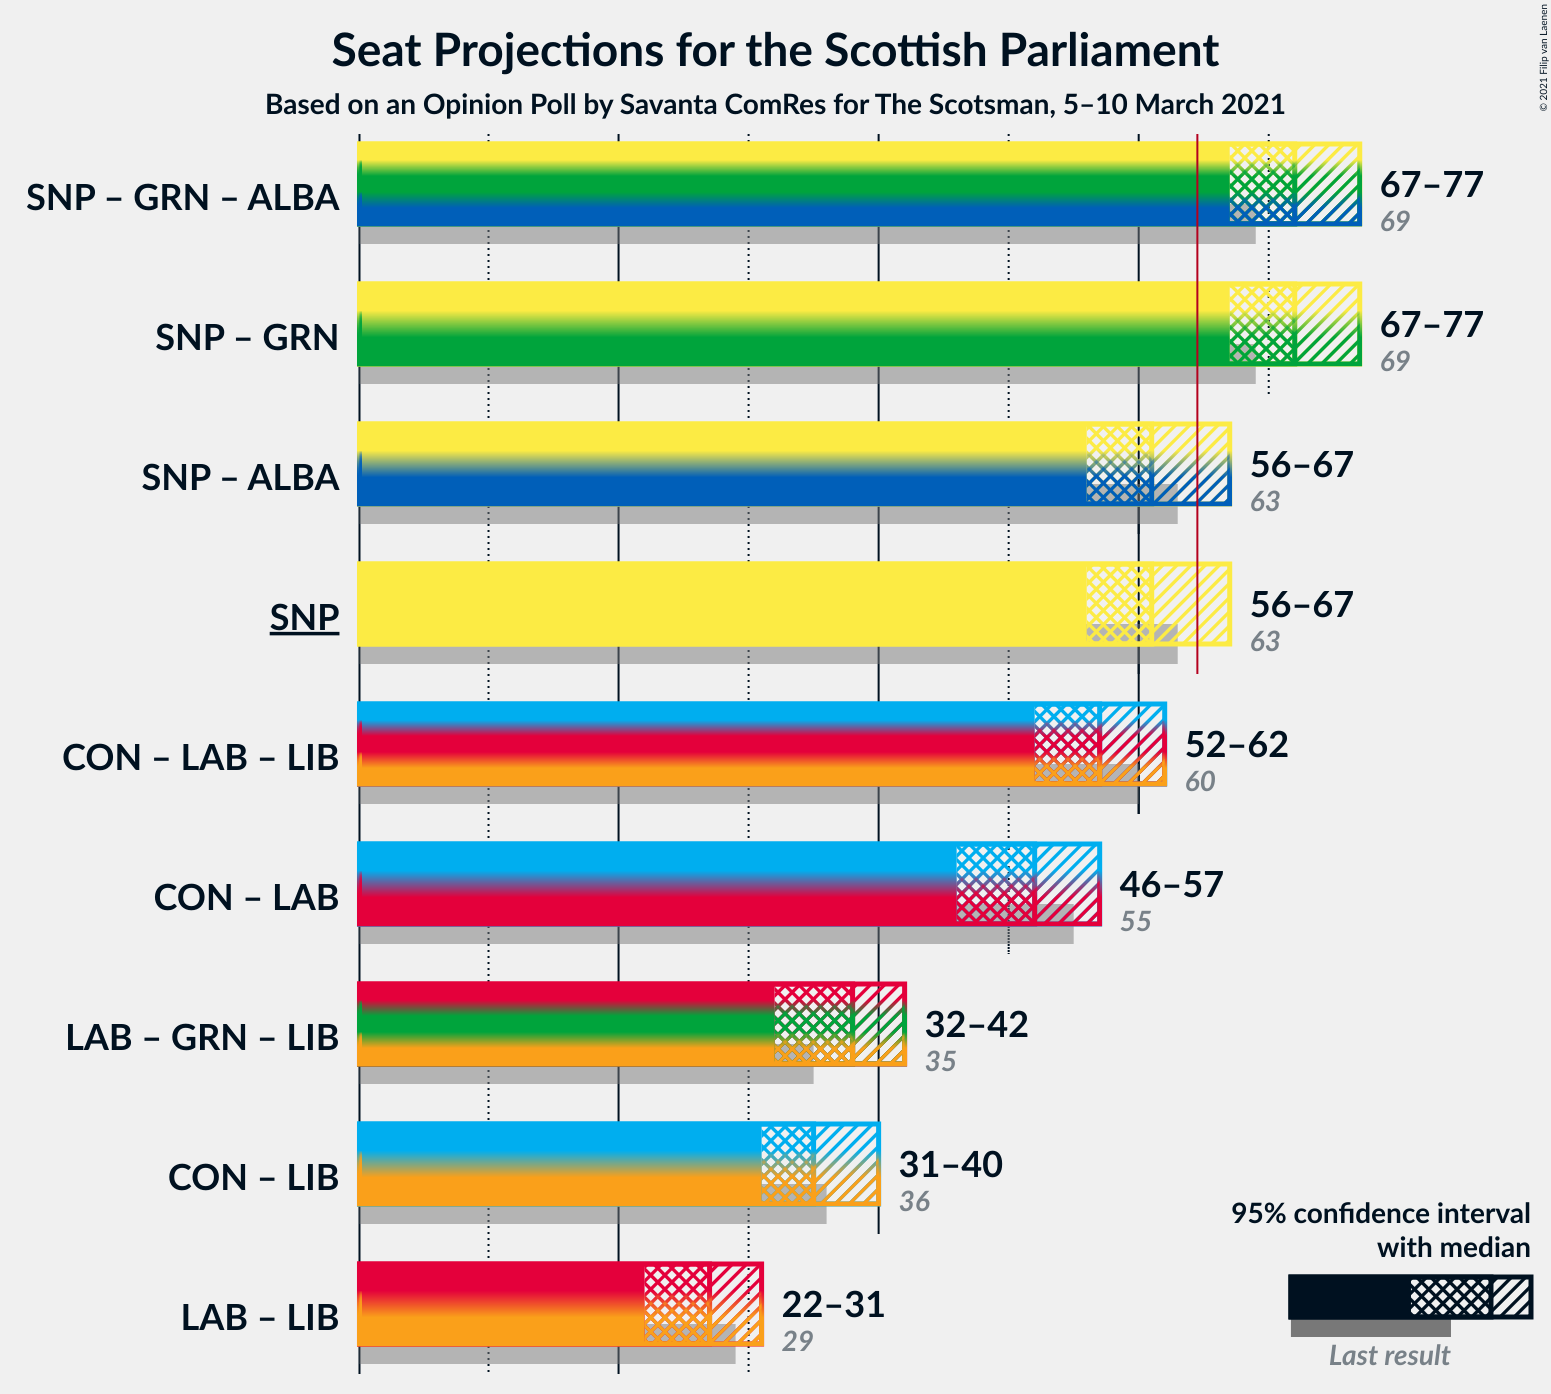 Seat Projections for the Scottish Parliament
Based on an Opinion Poll by Savanta ComRes for The Scotsman, 5–10 March 2021
© 2021 Filip van Laenen
SNP – GRN – ALBA
67–77
69
SNP – GRN
67–77
69
SNP – ALBA
56–67
63
SNP
56–67
63
CON – LAB – LIB
52–62
60
CON – LAB
46–57
55
LAB – GRN – LIB
32–42
35
CON – LIB
31–40
36
LAB – LIB
22–31
29
95% confidence interval
with median
Last result